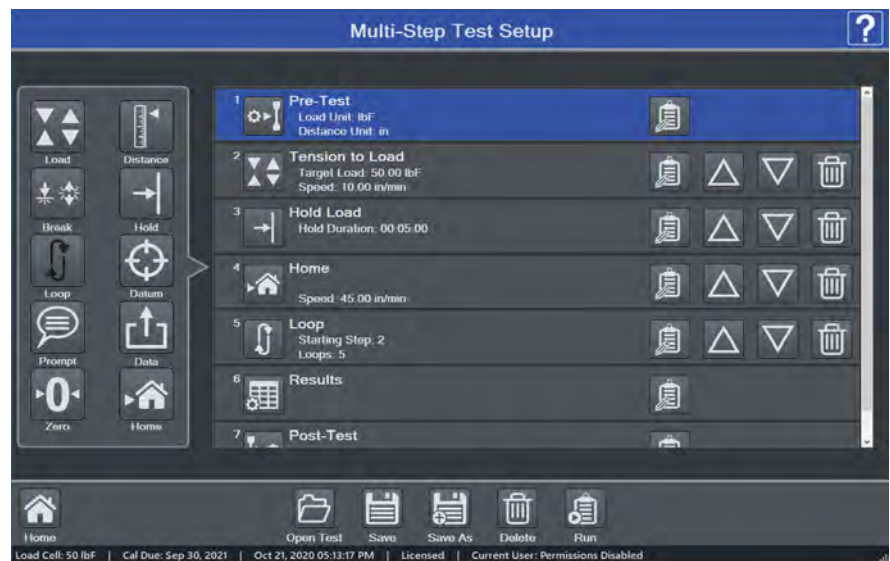 Multi-Step Test Setup
?
Load
Distance
Break
Hold
Loop
Datum
Prompt
Data
0
Zero
Home
1
Pre-Test
Load Unit: lbF
Distance Unit: in
2
Tension to Load
Target Load: 50.00 lbF
Speed: 10.00 in/min
3
Hold Load
Hold Duration: 00:05:00
4
Home
Speed: 45.00 in/min
5
Loop
Starting Step: 2
Loops: 5
6
Results
7
Post-Test
Home
Open Test
Save
Save As
Delete
Run
Load Cell: 50 lbF | Cal Due: Sep 30, 2021 | Oct 21, 2020 05:13:17 PM | Licensed | Current User: Permissions Disabled